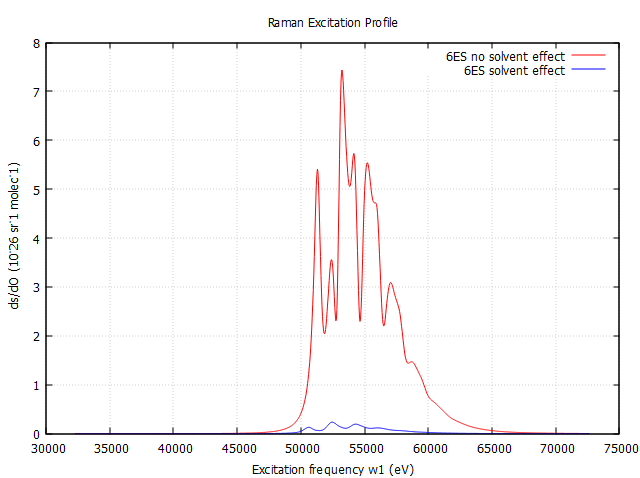 Raman Excitation Profile
6ES no solvent effect
6ES solvent effect
8
7
6
5
4
3
2
1
0
ds/dO (10^-26 sr^-1 molec^-1)
30000 35000 40000 45000 50000 55000 60000 65000 70000 75000
Excitation frequency w1 (eV)